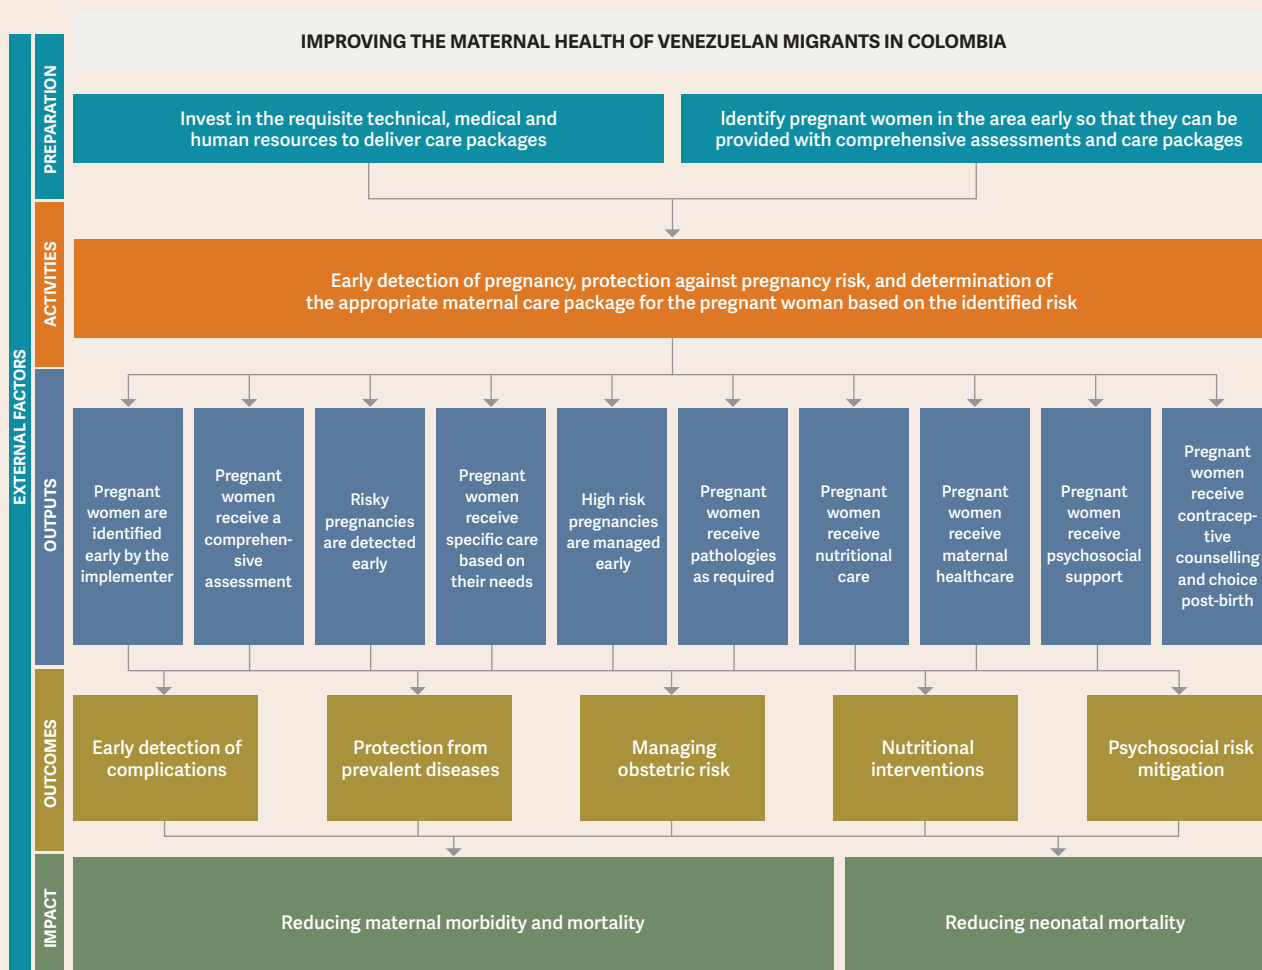 IMPROVING THE MATERNAL HEALTH OF VENEZUELAN MIGRANTS IN COLOMBIA
EXTERNAL FACTORS
PREPARATION
Invest in the requisite technical, medical and
human resources to deliver care packages
Identify pregnant women in the area early so that they can be
provided with comprehensive assessments and care packages
ACTIVITIES
Early detection of pregnancy, protection against pregnancy risk, and determination of
the appropriate maternal care package for the pregnant woman based on the identified risk
OUTPUTS
Pregnant
women are
identified
early by the
implementer
Pregnant
women
receive a
comprehen-
sive
assessment
Risky
pregnancies
are detected
early
Pregnant
women
receive
specific care
based on
their needs
High risk
pregnancies
are managed
early
Pregnant
women
receive
pathologies
as required
Pregnant
women
receive
nutritional
care
Pregnant
women
receive
maternal
healthcare
Pregnant
women
receive
psychosocial
support
Pregnant
women
receive
contracep-
tive
counselling
and choice
post-birth
OUTCOMES
Early detection of
complications
Protection from
prevalent diseases
Managing
obstetric risk
Nutritional
interventions
Psychosocial risk
mitigation
IMPACT
Reducing maternal morbidity and mortality
Reducing neonatal mortality